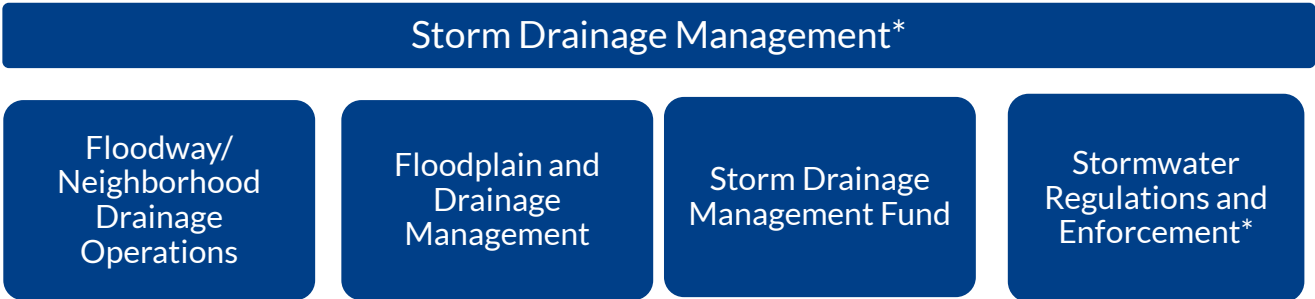 Storm Drainage Management*
Floodway/
Neighborhood
Drainage
Operations
Floodplain and
Drainage
Management
Storm Drainage
Management Fund
Stormwater
Regulations and
Enforcement*